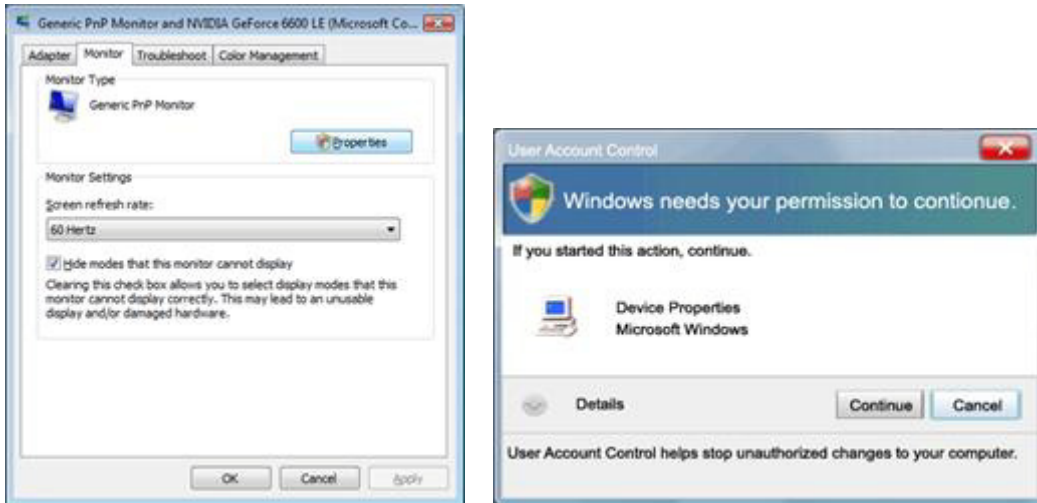 Generic PnP Monitor and NVIDIA GeForce 6600 LE (Microsoft Co...
Adapter Monitor Troubleshoot Color Management
Monitor Type
Generic PnP Monitor
Properties
Monitor Settings
Screen refresh rate:
60 Hertz
Hide modes that this monitor cannot display
Clearing this check box allows you to select display modes that this
monitor cannot display correctly. This may lead to an unusable
display and/or damaged hardware.
OK Cancel Apply
User Account Control
Windows needs your permission to contionue.
If you started this action, continue.
Device Properties
Microsoft Windows
Details Continue Cancel
User Account Control helps stop unauthorized changes to your computer.